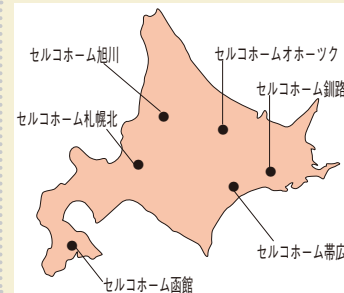 セルコホーム旭川
セルコホームオホーツク
セルコホーム釧路
セルコホーム札幌北
セルコホーム帯広
セルコホーム函館